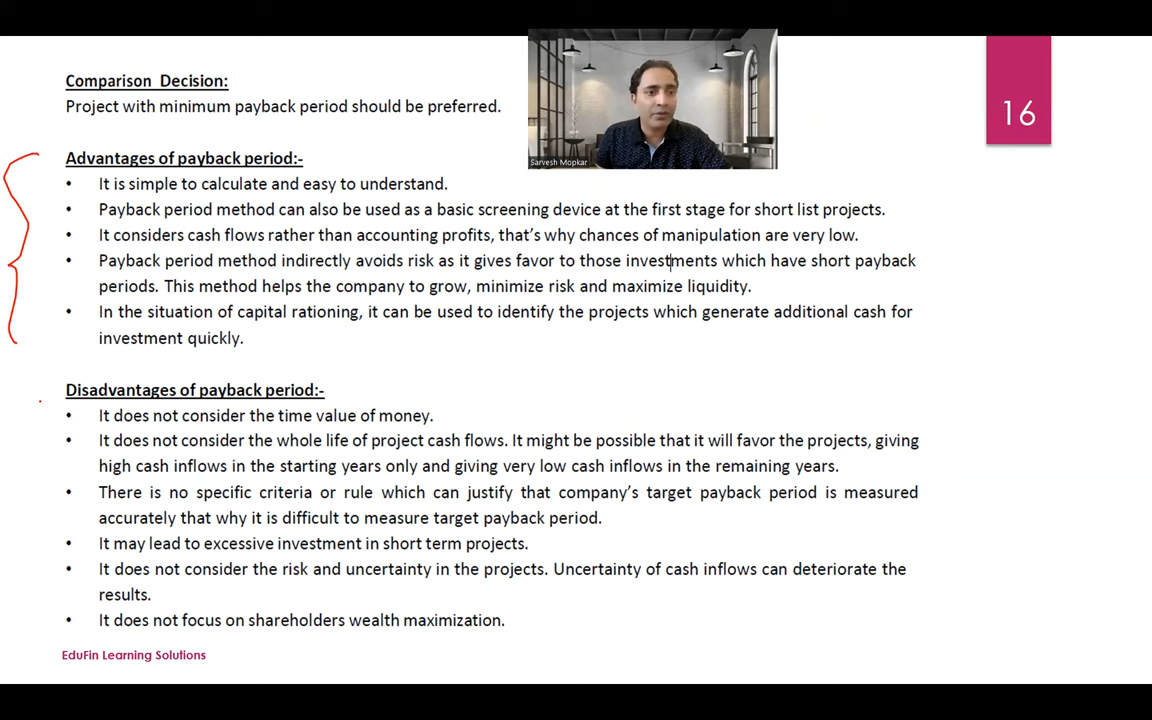 Comparison Decision:
Project with minimum payback period should be preferred.
16
Sarvesh Mopkar
Advantages of payback period:-
• It is simple to calculate and easy to understand.
• Payback period method can also be used as a basic screening device at the first stage for short list projects.
• It considers cash flows rather than accounting profits, that’s why chances of manipulation are very low.
• Payback period method indirectly avoids risk as it gives favor to those investments which have short payback
periods. This method helps the company to grow, minimize risk and maximize liquidity.
• In the situation of capital rationing, it can be used to identify the projects which generate additional cash for
investment quickly.
Disadvantages of payback period:-
• It does not consider the time value of money.
• It does not consider the whole life of project cash flows. It might be possible that it will favor the projects, giving
high cash inflows in the starting years only and giving very low cash inflows in the remaining years.
• There is no specific criteria or rule which can justify that company’s target payback period is measured
accurately that why it is difficult to measure target payback period.
• It may lead to excessive investment in short term projects.
• It does not consider the risk and uncertainty in the projects. Uncertainty of cash inflows can deteriorate the
results.
• It does not focus on shareholders wealth maximization.
EduFin Learning Solutions